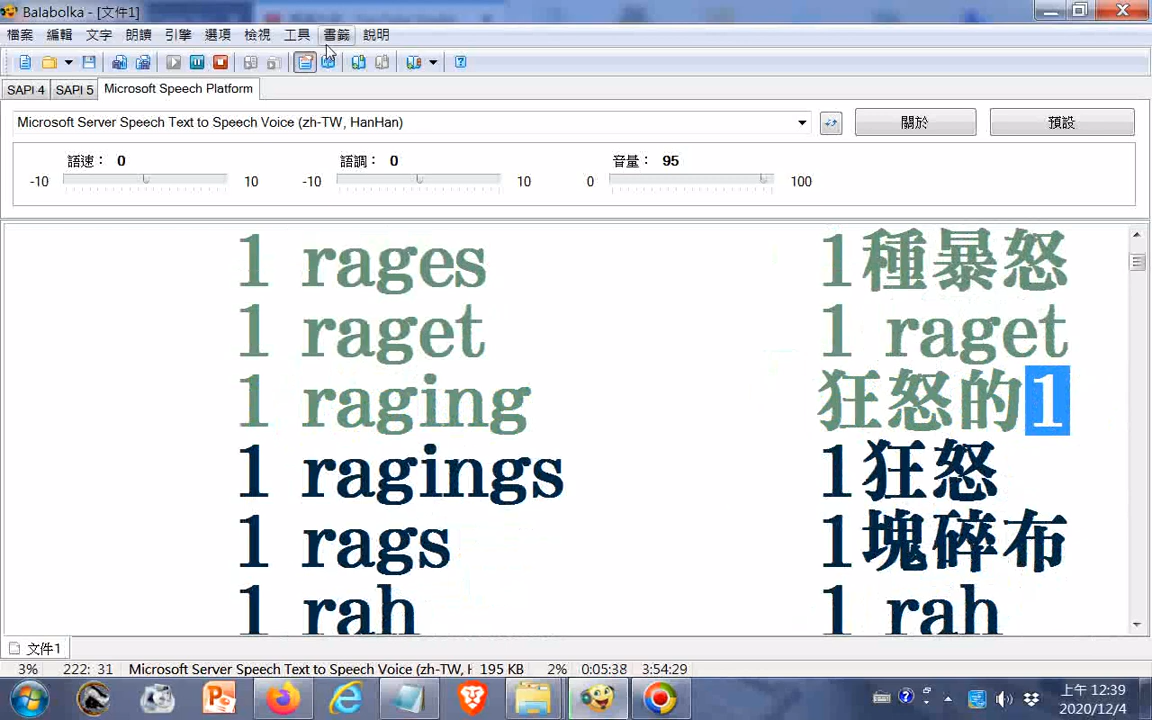 Balabolka - [文件1]
檔案 編輯 文字 朗讀 引擎 選項 檢視 工具 書籤 說明
SAPI 4 SAPI 5 Microsoft Speech Platform
Microsoft Server Speech Text to Speech Voice (zh-TW, HanHan) 關於 預設
語速： 0 語調： 0 音量： 95
-10 10 -10 10 0 100
1 rages 1種暴怒
1 raget 1 raget
1 raging 狂怒的1
1 ragings 1狂怒
1 rags 1塊碎布
1 rah 1 rah
文件1
3% 222: 31 Microsoft Server Speech Text to Speech Voice (zh-TW, 195 KB 2% 0:05:38 3:54:29
上午 12:39
2020/12/4